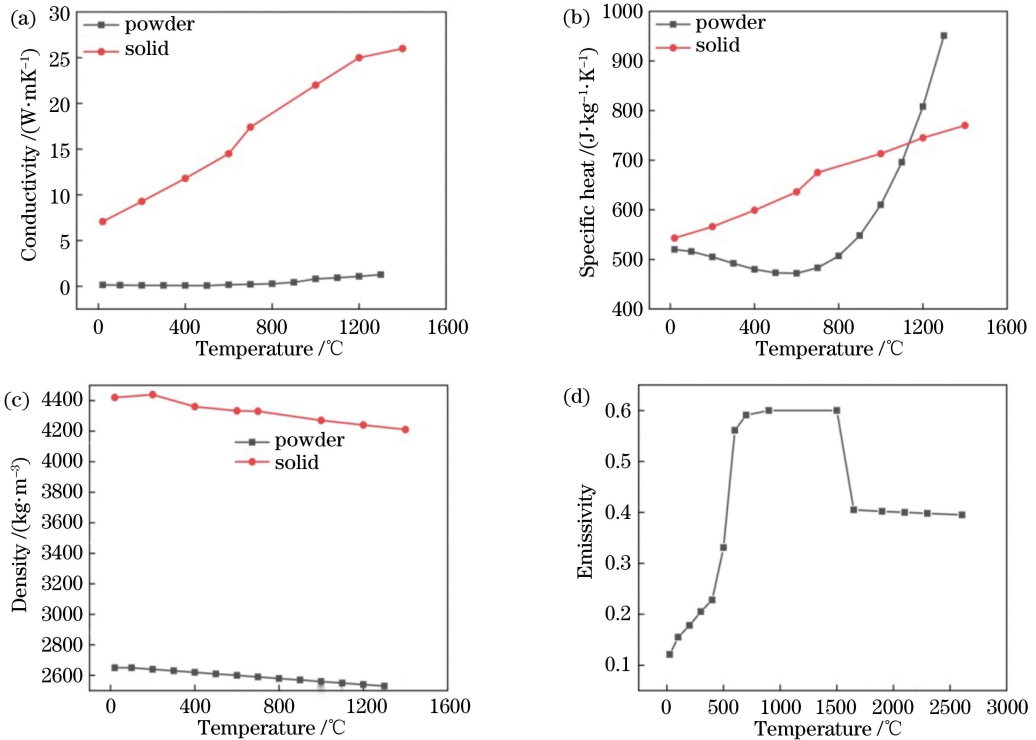 (a)
powder
solid
Conductivity /(W·mK⁻¹)
30
25
20
15
10
5
0
0 400 800 1200 1600
Temperature /℃
(b)
powder
solid
Specific heat /(J·kg⁻¹·K⁻¹)
1000
900
800
700
600
500
400
0 400 800 1200 1600
Temperature /℃
(c)
powder
solid
Density /(kg·m⁻³)
4400
4200
4000
3800
3600
3400
3200
3000
2800
2600
0 400 800 1200 1600
Temperature /℃
(d)
Emissivity
0.6
0.5
0.4
0.3
0.2
0.1
0 500 1000 1500 2000 2500 3000
Temperature /℃